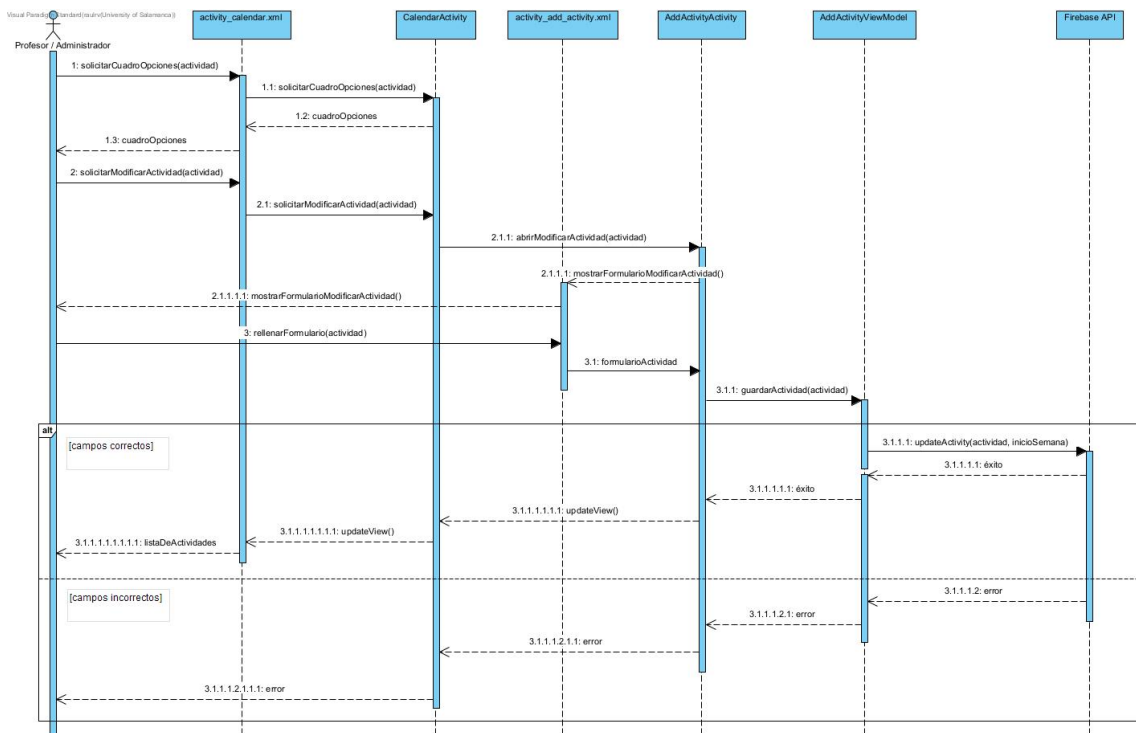 Visual Paradigm Standard(raulrv(University of Salamanca))
activity_calendar.xml
CalendarActivity
activity_add_activity.xml
AddActivityActivity
AddActivityViewModel
Firebase API
Profesor / Administrador
1: solicitarCuadroOpciones(actividad)
1.1: solicitarCuadroOpciones(actividad)
1.2: cuadroOpciones
1.3: cuadroOpciones
2: solicitarModificarActividad(actividad)
2.1: solicitarModificarActividad(actividad)
2.1.1: abrirModificarActividad(actividad)
2.1.1.1: mostrarFormularioModificarActividad()
2.1.1.1.1: mostrarFormularioModificarActividad()
3: rellenarFormulario(actividad)
3.1: formularioActividad
3.1.1: guardarActividad(actividad)
alt
[campos correctos]
3.1.1.1: updateActivity(actividad, inicioSemana)
3.1.1.1.1: éxito
3.1.1.1.1.1: éxito
3.1.1.1.1.1.1: updateView()
3.1.1.1.1.1.1.1: updateView()
3.1.1.1.1.1.1.1.1: listaDeActividades
[campos incorrectos]
3.1.1.1.2: error
3.1.1.1.2.1: error
3.1.1.1.2.1.1: error
3.1.1.1.2.1.1.1: error